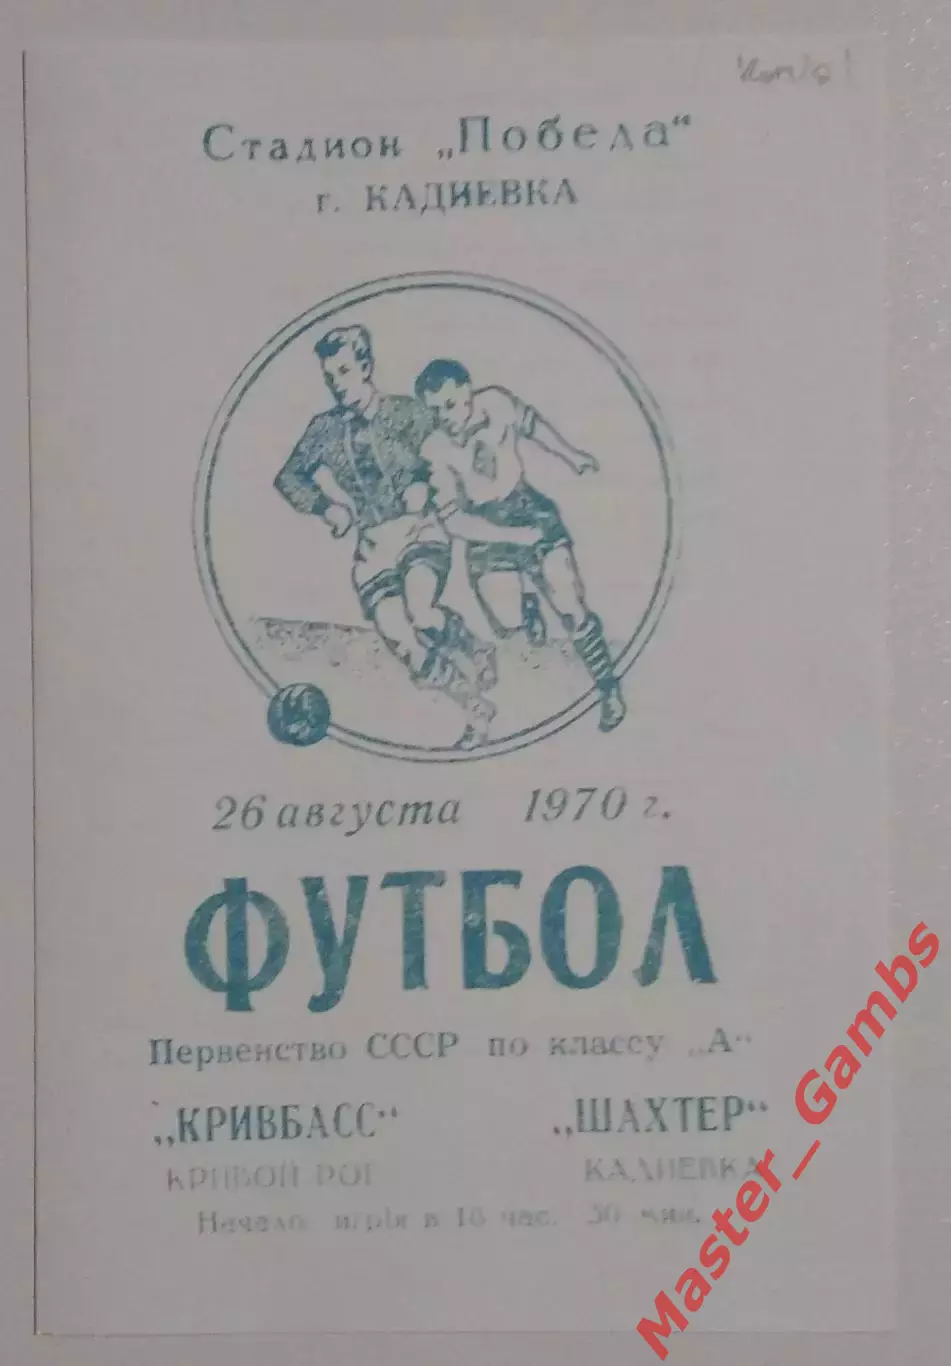 Стадион „Победа“
г. КАДИЕВКА
26 августа 1970 г.
ФУТБОЛ
Первенство СССР по классу „А“
„КРИВБАСС“ „ШАХТЕР“
КРИВОЙ РОГ КАДИЕВКА
Начало игры в 16 час. 30 мин.
Master_Gambs